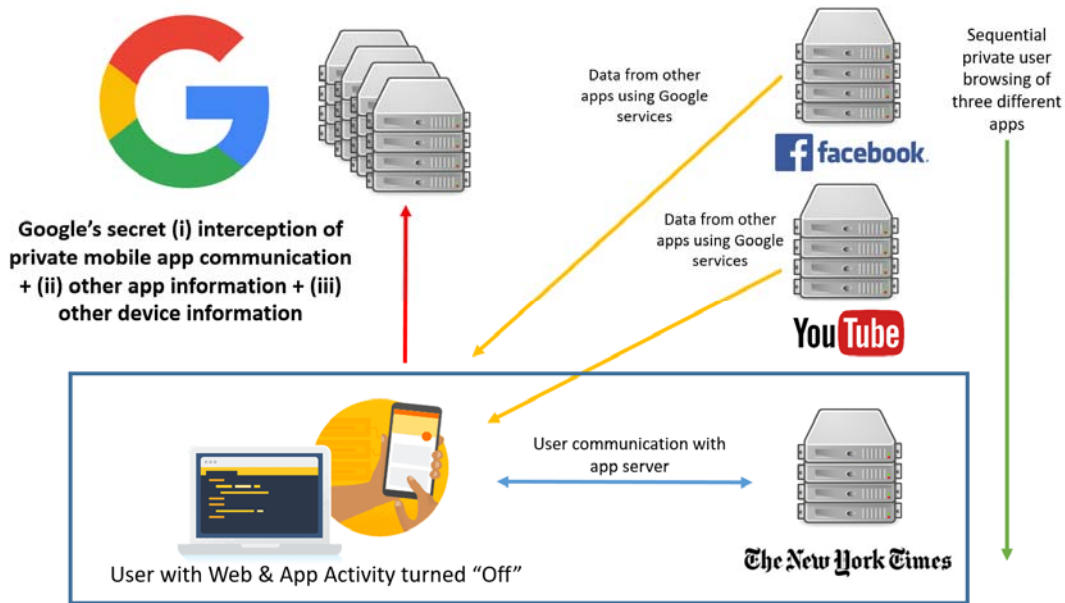 Google's secret (i) interception of
private mobile app communication
+ (ii) other app information + (iii)
other device information
Data from other
apps using Google
services
facebook.
Sequential
private user
browsing of
three different
apps
Data from other
apps using Google
services
YouTube
User communication with
app server
The New York Times
User with Web & App Activity turned "Off"